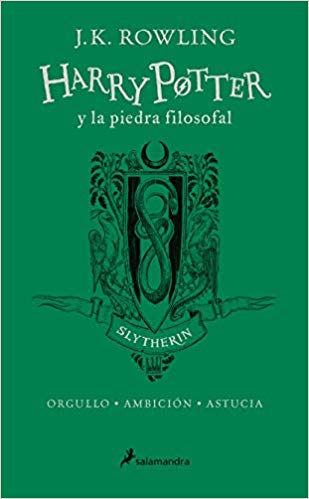 J.K. ROWLING
HARRY POTTER
y la piedra filosofal
SLYTHERIN
ORGULLO • AMBICIÓN • ASTUCIA
salamandra